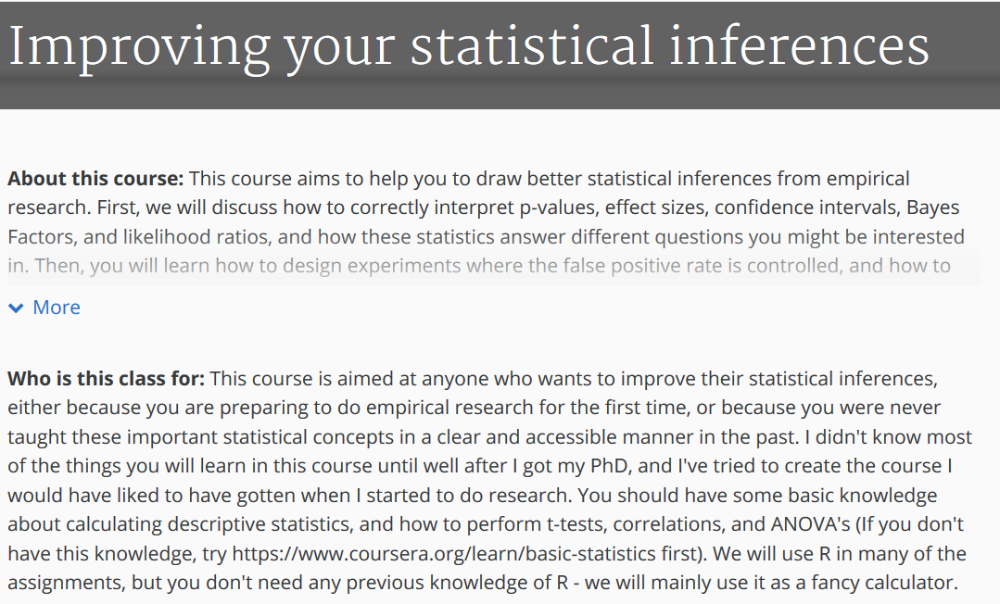 Improving your statistical inferences
About this course: This course aims to help you to draw better statistical inferences from empirical
research. First, we will discuss how to correctly interpret p-values, effect sizes, confidence intervals, Bayes
Factors, and likelihood ratios, and how these statistics answer different questions you might be interested
in. Then, you will learn how to design experiments where the false positive rate is controlled, and how to
More
Who is this class for: This course is aimed at anyone who wants to improve their statistical inferences,
either because you are preparing to do empirical research for the first time, or because you were never
taught these important statistical concepts in a clear and accessible manner in the past. I didn't know most
of the things you will learn in this course until well after I got my PhD, and I've tried to create the course I
would have liked to have gotten when I started to do research. You should have some basic knowledge
about calculating descriptive statistics, and how to perform t-tests, correlations, and ANOVA's (If you don't
have this knowledge, try https://www.coursera.org/learn/basic-statistics first). We will use R in many of the
assignments, but you don't need any previous knowledge of R - we will mainly use it as a fancy calculator.